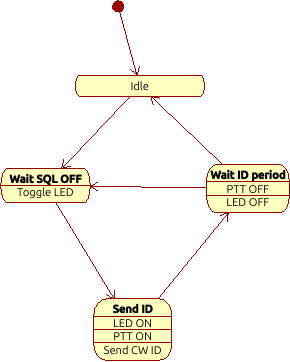 Idle
Wait SQL OFF
Toggle LED
Wait ID period
PTT OFF
LED OFF
Send ID
LED ON
PTT ON
Send CW ID